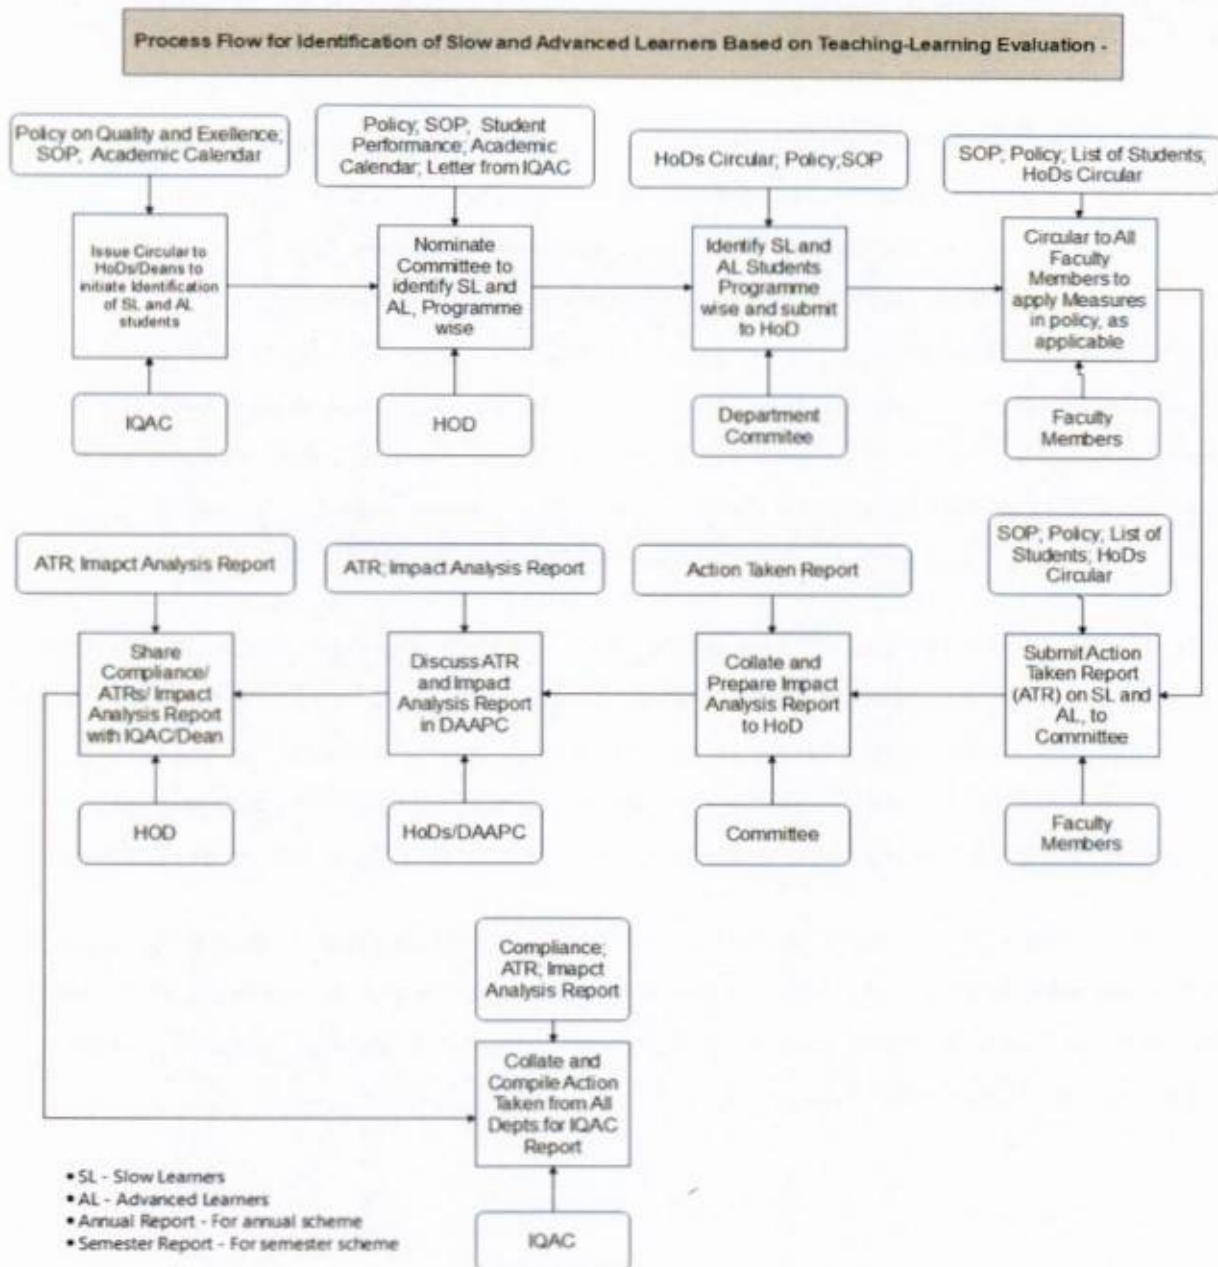 Process Flow for Identification of Slow and Advanced Learners Based on Teaching-Learning Evaluation -
Policy on Quality and Exellence;
SOP; Academic Calendar
Policy; SOP; Student
Performance; Academic
Calendar; Letter from IQAC
HoDs Circular; Policy;SOP
SOP; Policy; List of Students;
HoDs Circular
Issue Circular to
HoDs/Deans to
initiate Identification
of SL and AL
students
Nominate
Committee to
identify SL and
AL, Programme
wise
Identify SL and
AL Students
Programme
wise and submit
to HoD
Circular to All
Faculty
Members to
apply Measures
in policy, as
applicable
IQAC
HOD
Department
Commitee
Faculty
Members
ATR; Imapct Analysis Report
ATR; Impact Analysis Report
Action Taken Report
SOP; Policy; List of
Students; HoDs
Circular
Share
Compliance/
ATRs/ Impact
Analysis Report
with IQAC/Dean
Discuss ATR
and Impact
Analysis Report
in DAAPC
Collate and
Prepare Impact
Analysis Report
to HoD
Submit Action
Taken Report
(ATR) on SL and
AL, to
Committee
HOD
HoDs/DAAPC
Committee
Faculty
Members
Compliance;
ATR; Imapct
Analysis Report
Collate and
Compile Action
Taken from All
Depts for IQAC
Report
IQAC
• SL - Slow Learners
• AL - Advanced Learners
• Annual Report - For annual scheme
• Semester Report - For semester scheme